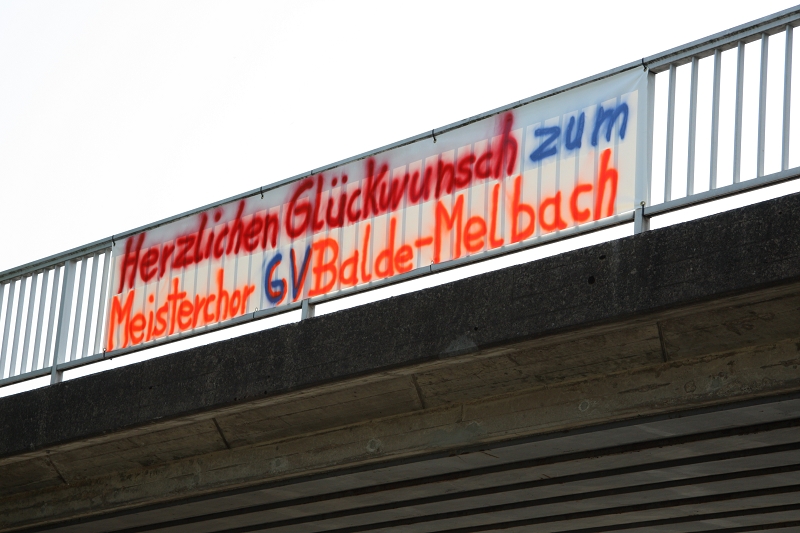 Herzlichen Glückwunsch zum
Meisterchor GV Balde-Melbach